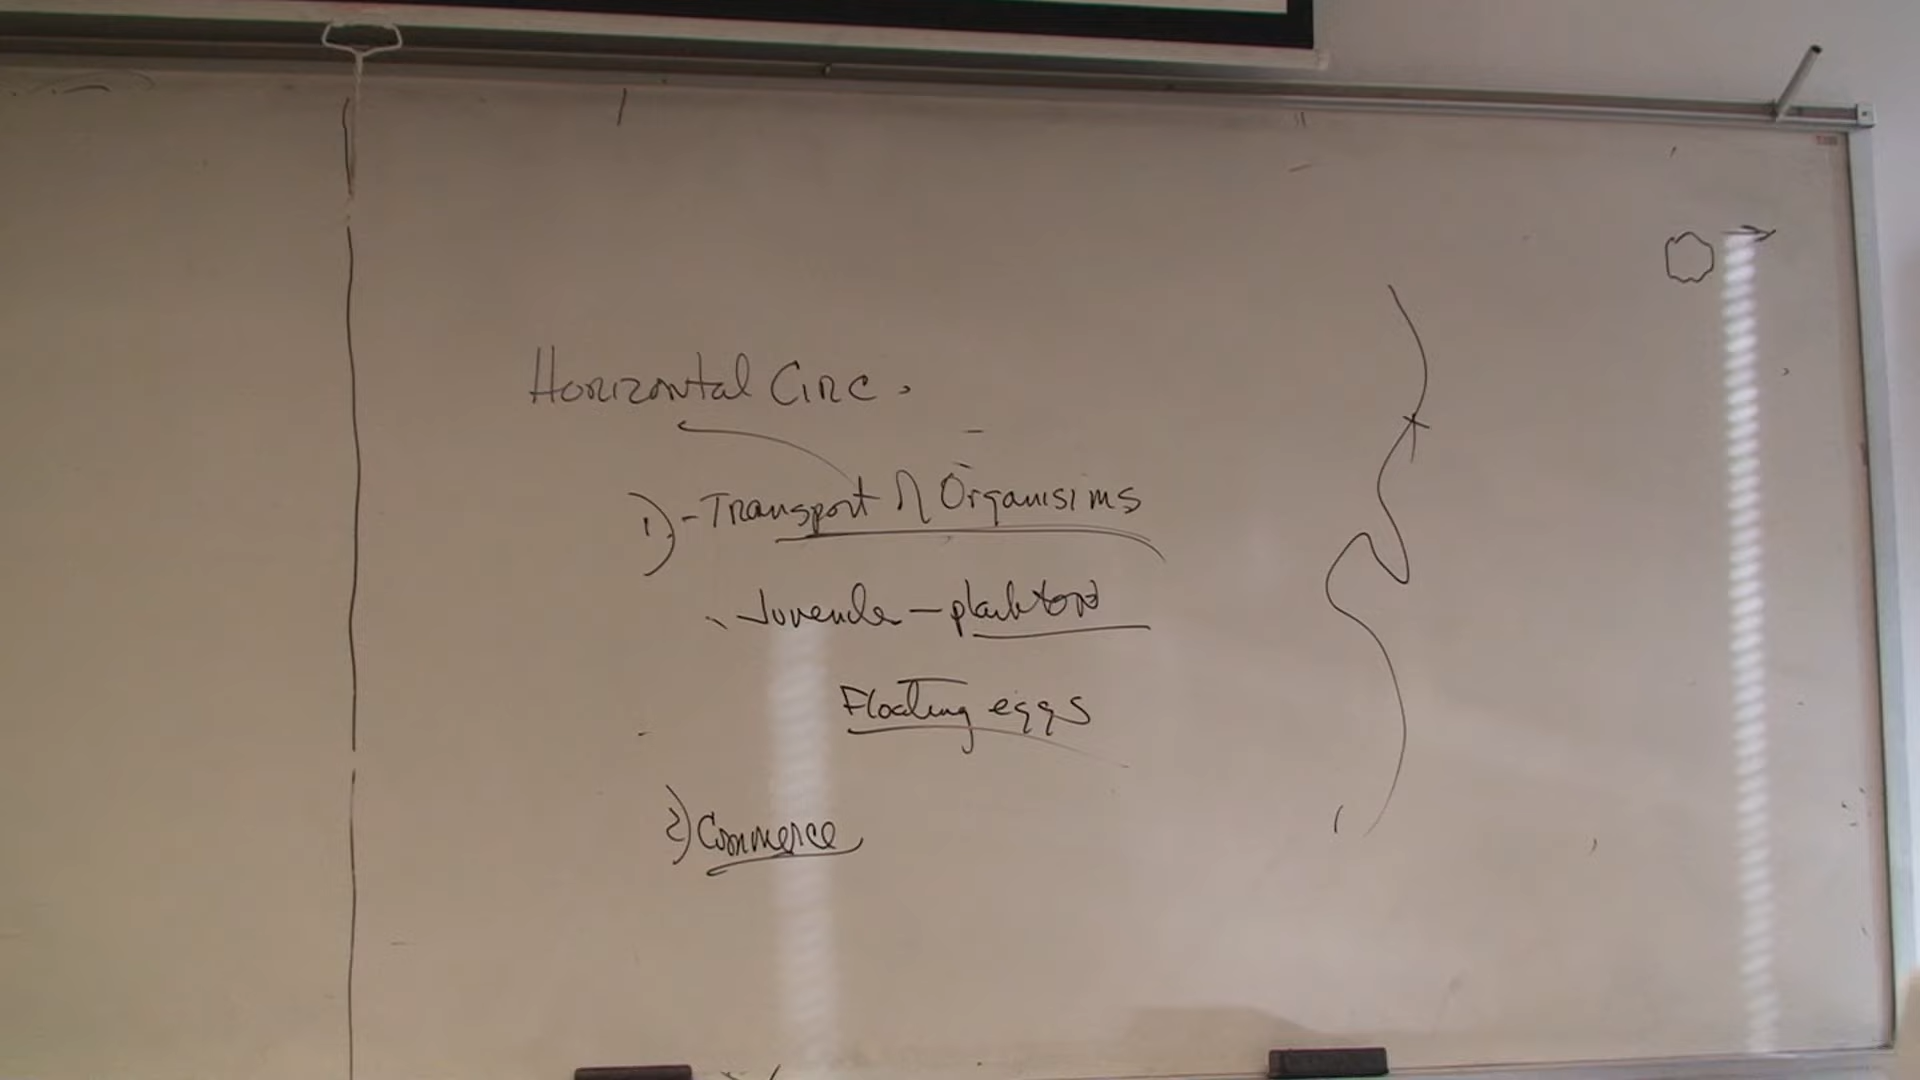 Horizontal Circ.
1) - Transport of Organisims
Juvenile - plankton
Floating eggs
2) Commerce